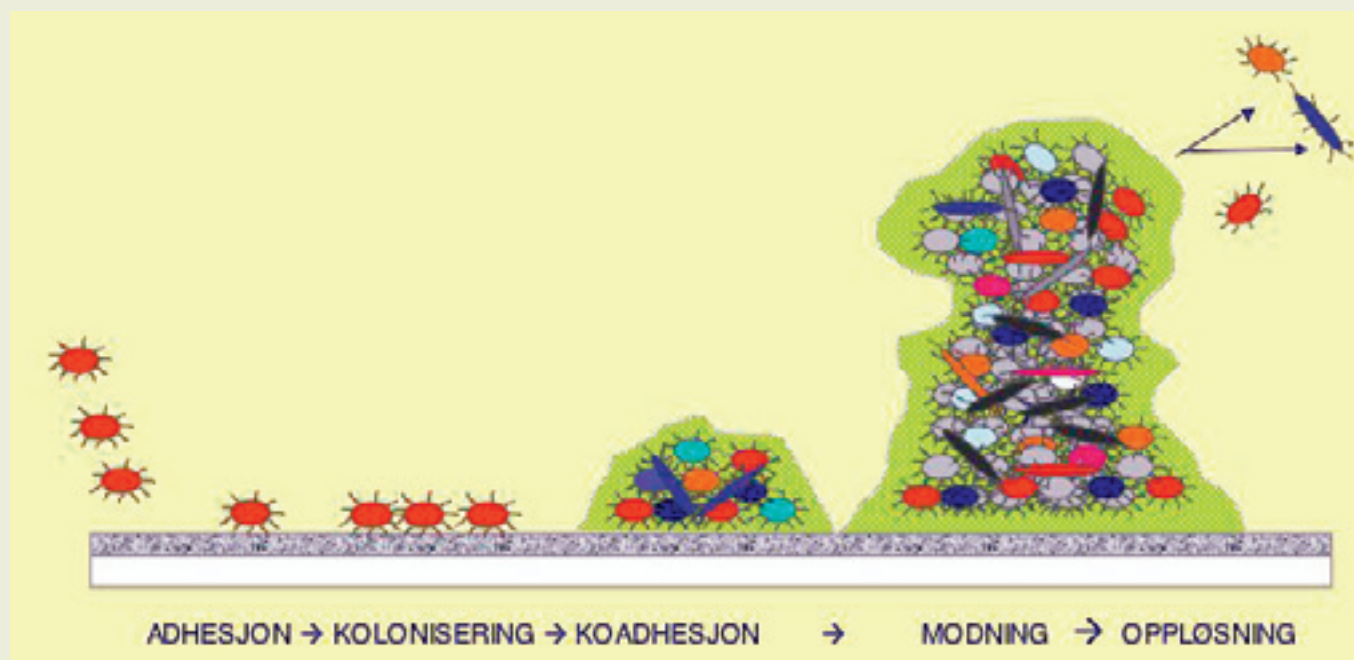 ADHESJON → KOLONISERING → KOADHESJON → MODNING → OPPLØSNING